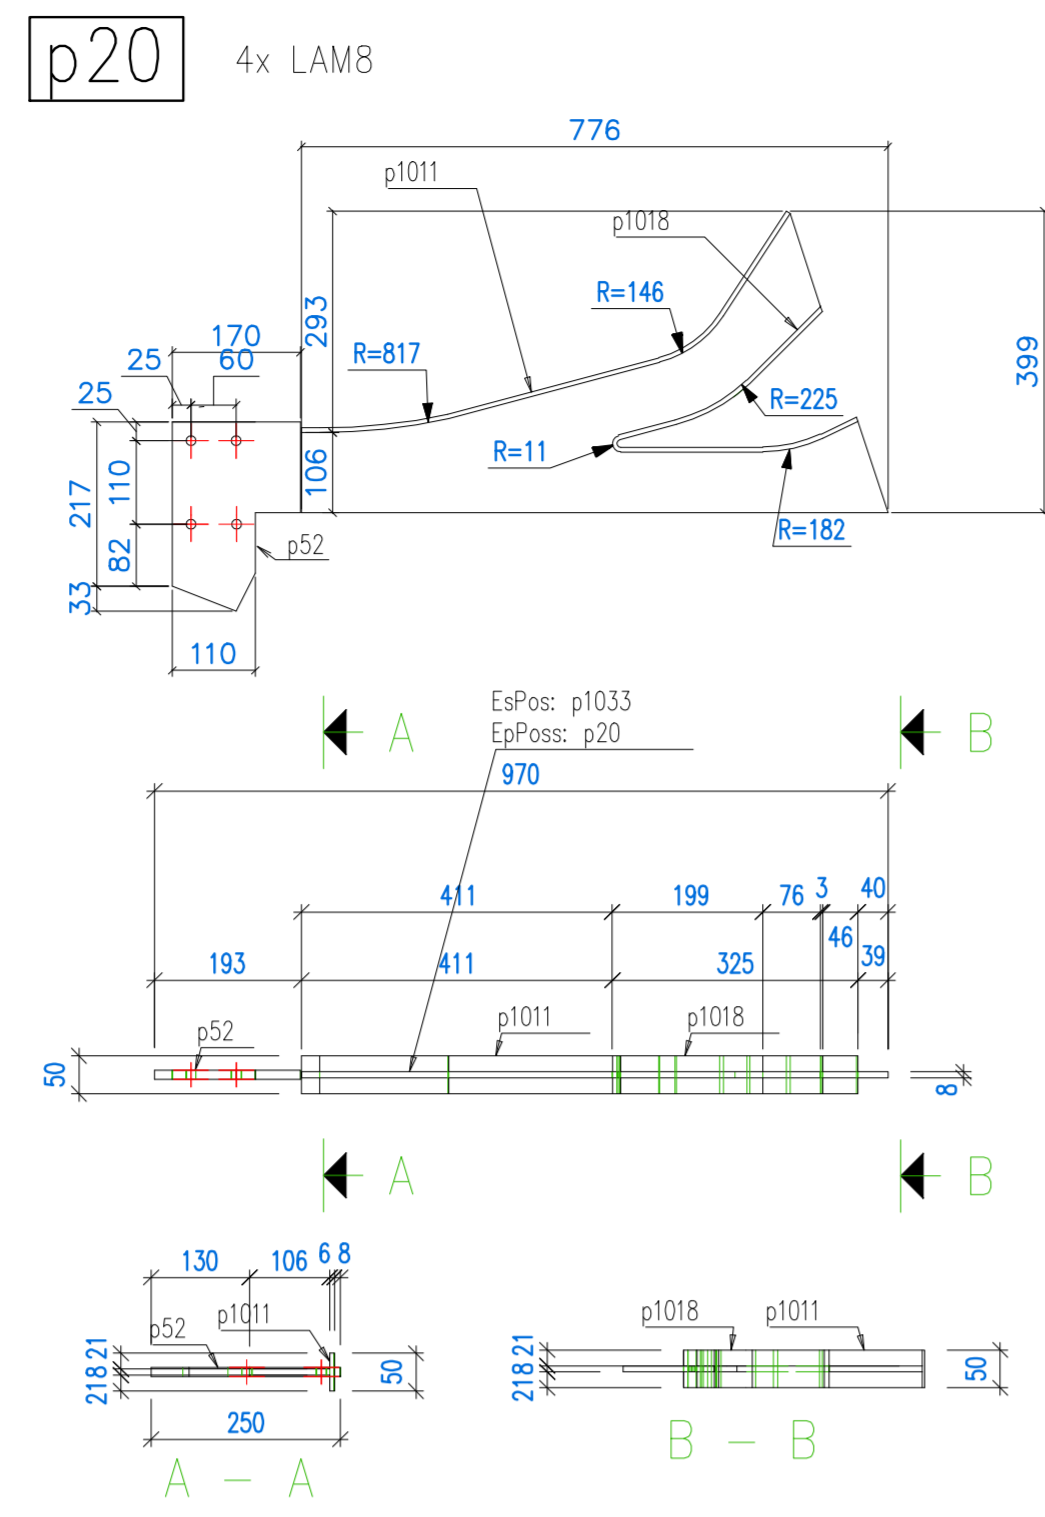 p20 4x LAM8
776
p1011
p1018
R=146
293
170
R=817
399
25 60
25
R=225
R=11
106
110
217
R=182
p52
82
33
110
EsPos: p1033
EpPoss: p20
A B
970
411 199 76 3 40
46
193 411 325 39
p52 p1011 p1018
50
8
A B
130 106 6 8
p1011
p52
21
8
21
50
250
A - A
p1018 p1011
21
8
21
50
B - B